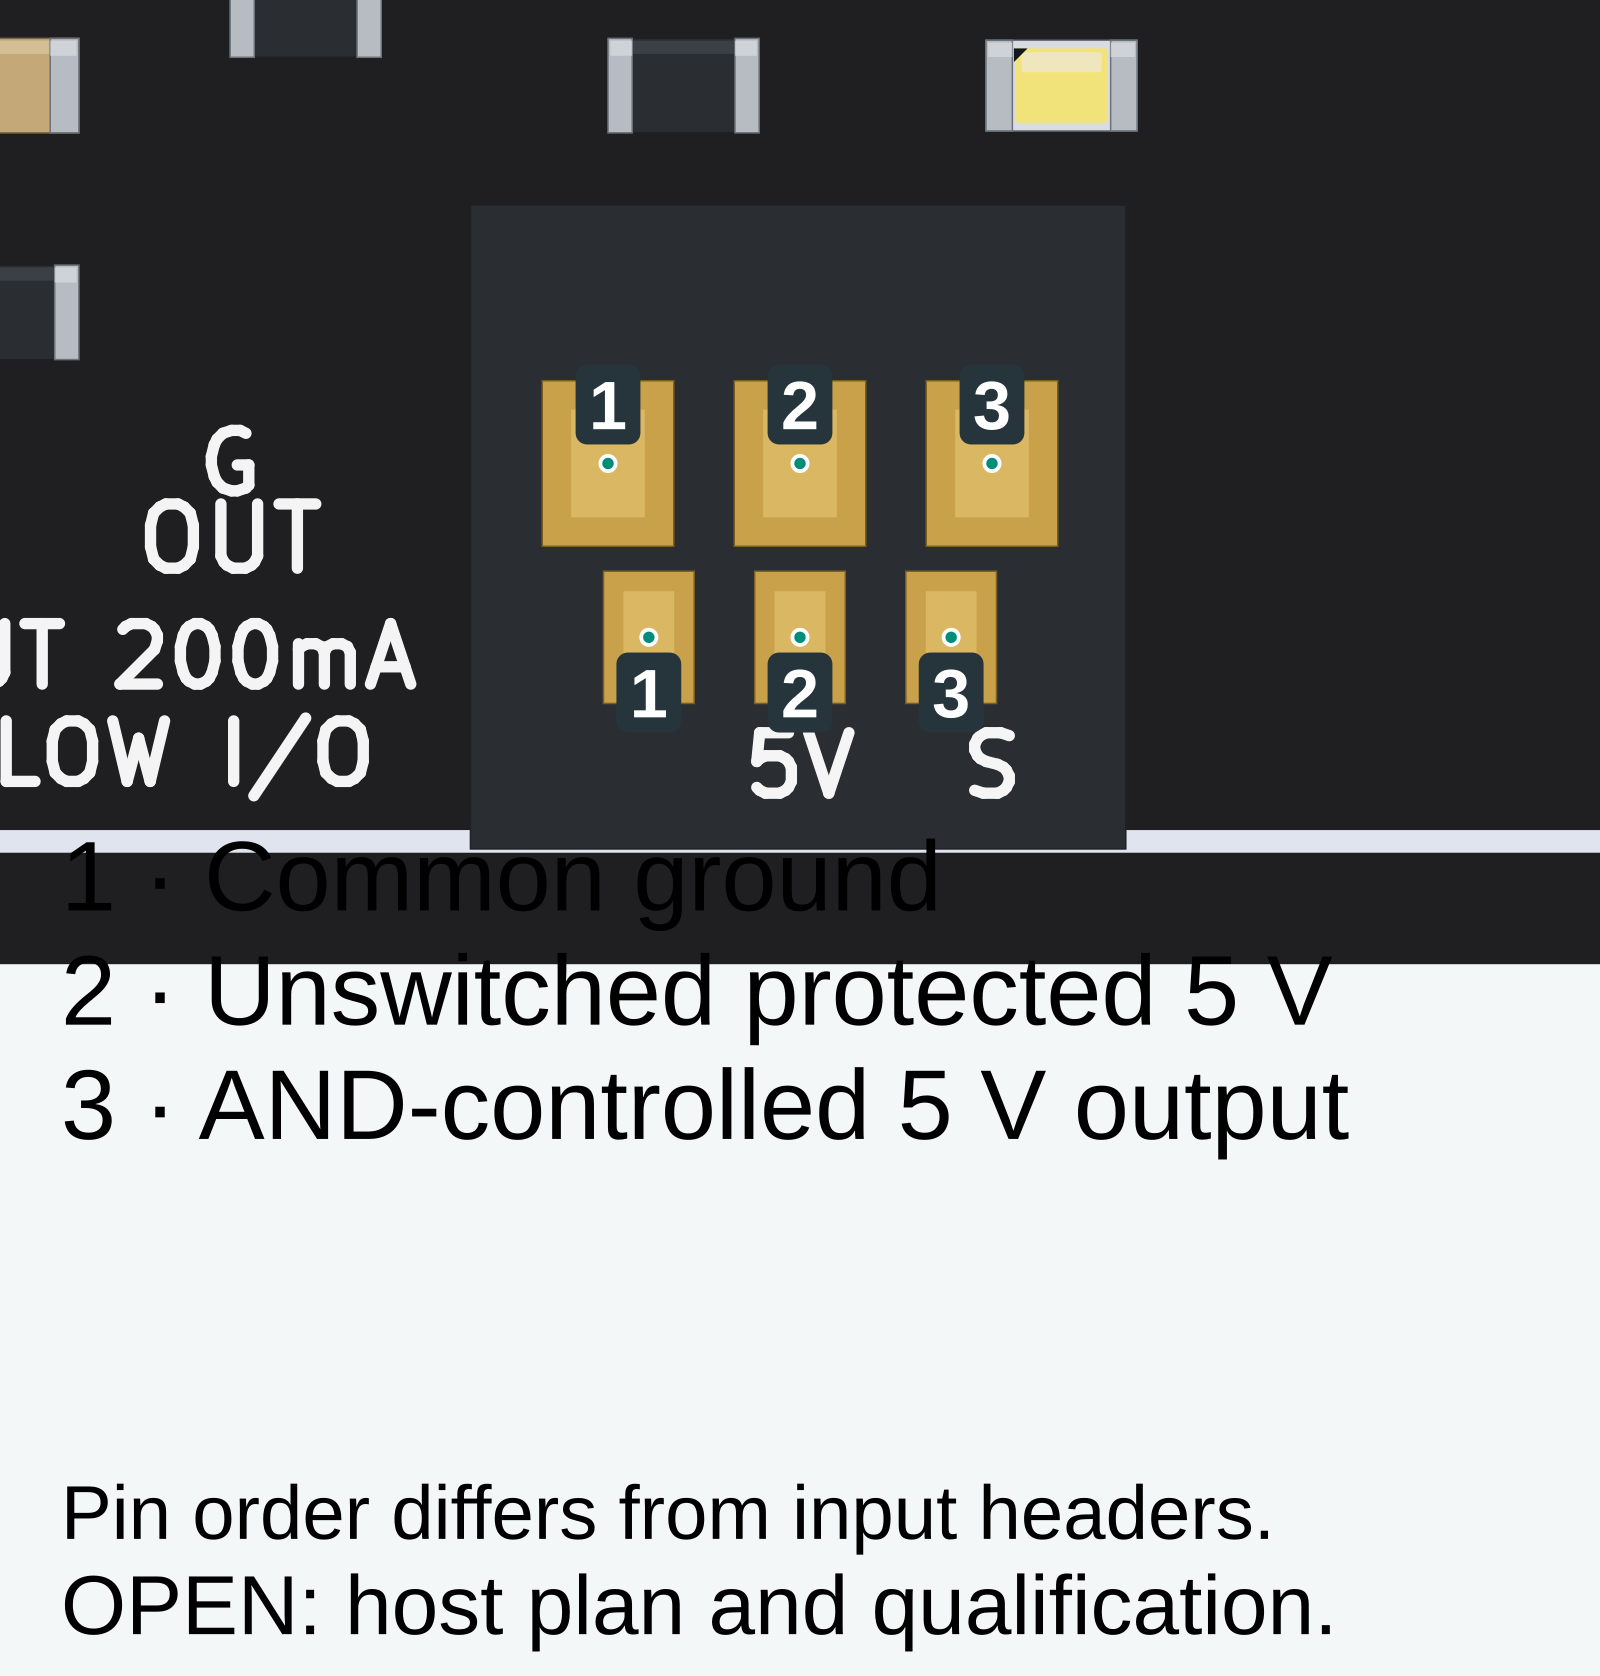 1 2 3
G
OUT
UT 200mA
1 2 3
LOW I/O
5V S
1 · Common ground
2 · Unswitched protected 5 V
3 · AND-controlled 5 V output
Pin order differs from input headers.
OPEN: host plan and qualification.